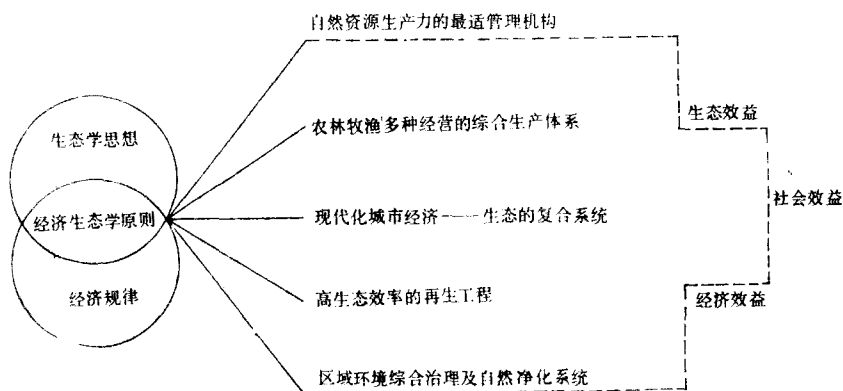 自然资源生产力的最适管理机构
生态学思想
农林牧渔多种经营的综合生产体系
生态效益
经济生态学原则
现代化城市经济——生态的复合系统
社会效益
经济规律
高生态效率的再生工程
经济效益
区域环境综合治理及自然净化系统